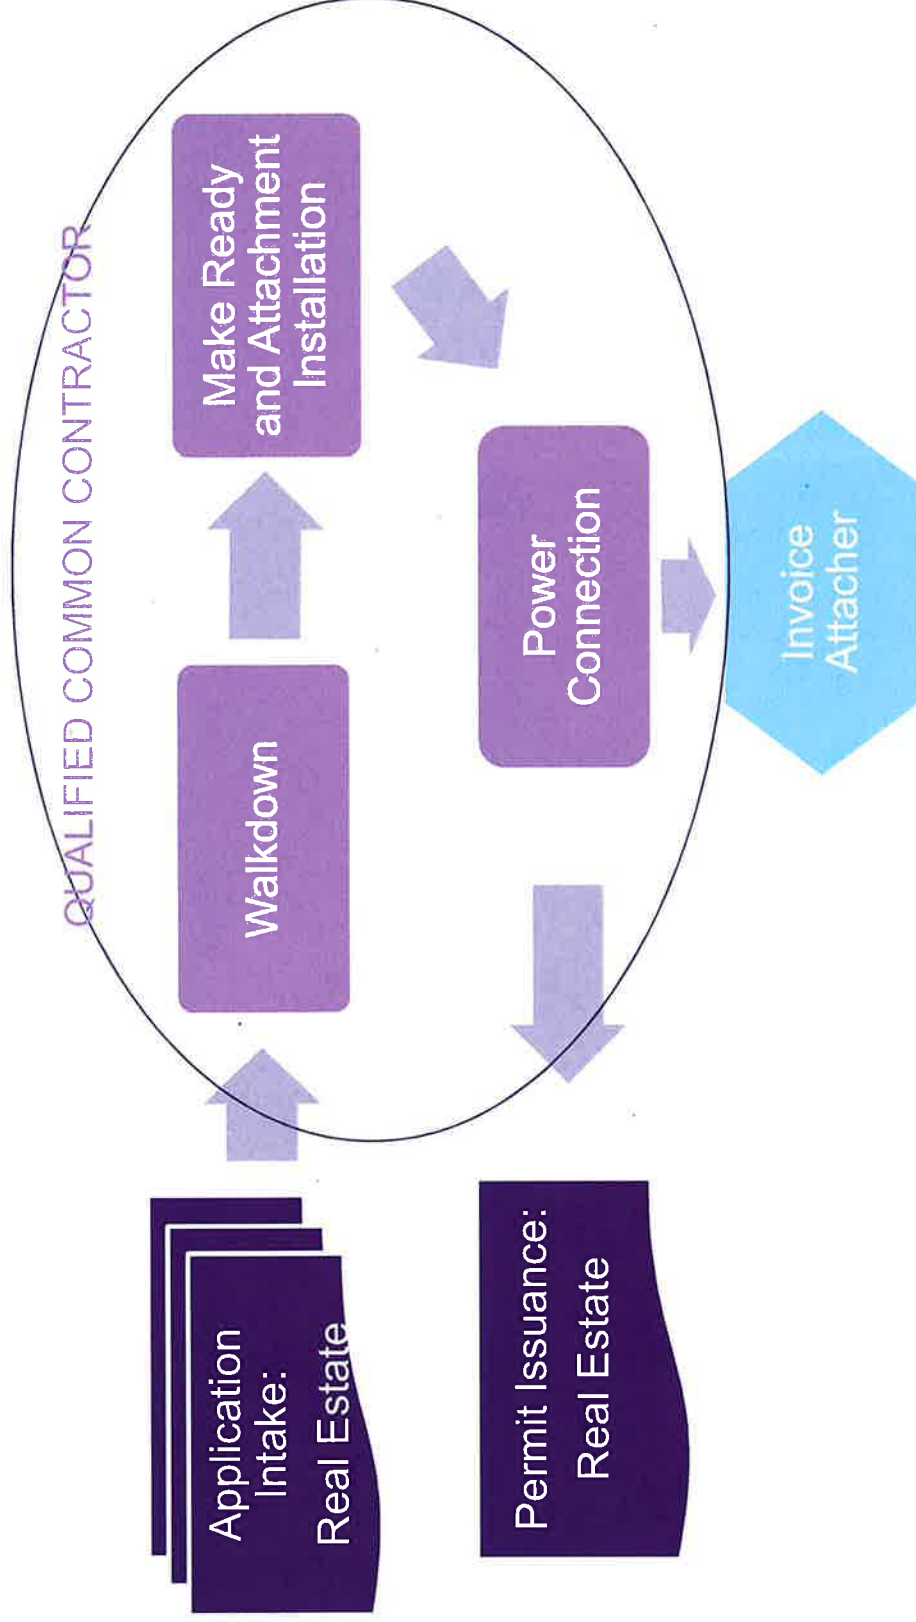 QUALIFIED COMMON CONTRACTOR
Application
Intake:
Real Estate
Walkdown
Make Ready
and Attachment
Installation
Power
Connection
Permit Issuance:
Real Estate
Invoice
Attacher